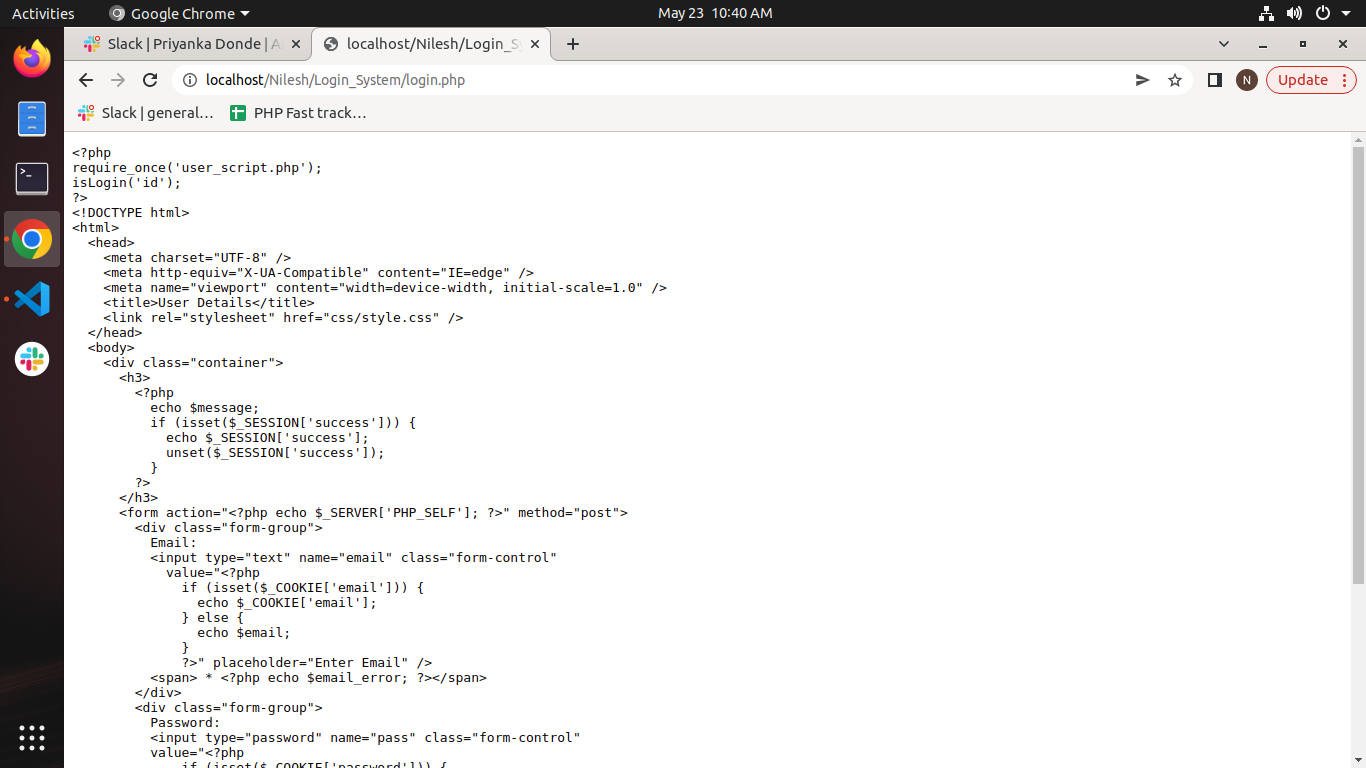 Activities
Google Chrome
May 23 10:40 AM
Slack | Priyanka Donde | A
localhost/Nilesh/Login_S
localhost/Nilesh/Login_System/login.php
N
Update
Slack | general…
PHP Fast track…
<?php
require_once('user_script.php');
isLogin('id');
?>
<!DOCTYPE html>
<html>
  <head>
    <meta charset="UTF-8" />
    <meta http-equiv="X-UA-Compatible" content="IE=edge" />
    <meta name="viewport" content="width=device-width, initial-scale=1.0" />
    <title>User Details</title>
    <link rel="stylesheet" href="css/style.css" />
  </head>
  <body>
    <div class="container">
      <h3>
        <?php
          echo $message;
          if (isset($_SESSION['success'])) {
            echo $_SESSION['success'];
            unset($_SESSION['success']);
          }
        ?>
      </h3>
      <form action="<?php echo $_SERVER['PHP_SELF']; ?>" method="post">
        <div class="form-group">
          Email:
          <input type="text" name="email" class="form-control"
            value="<?php
              if (isset($_COOKIE['email'])) {
                echo $_COOKIE['email'];
              } else {
                echo $email;
              }
              ?>" placeholder="Enter Email" />
          <span> * <?php echo $email_error; ?></span>
        </div>
        <div class="form-group">
          Password:
          <input type="password" name="pass" class="form-control"
          value="<?php
              if (isset($_COOKIE['password'])) {